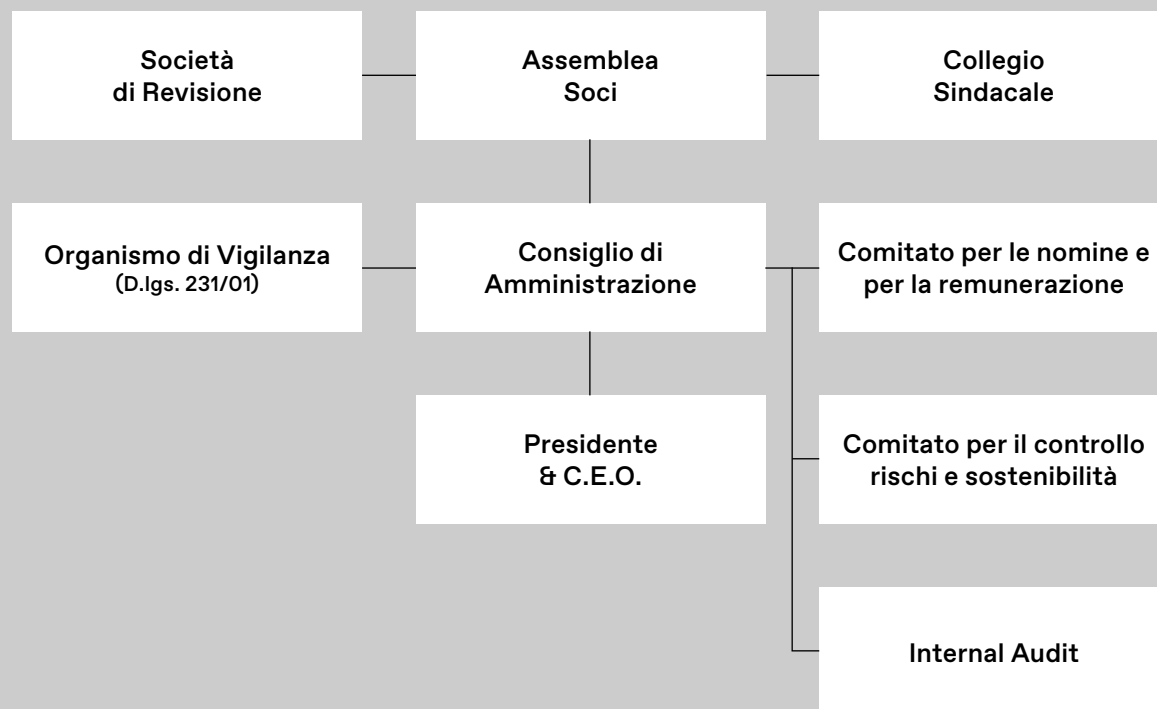 Società
di Revisione
Assemblea
Soci
Collegio
Sindacale
Organismo di Vigilanza
(D.lgs. 231/01)
Consiglio di
Amministrazione
Comitato per le nomine e
per la remunerazione
Presidente
& C.E.O.
Comitato per il controllo
rischi e sostenibilità
Internal Audit